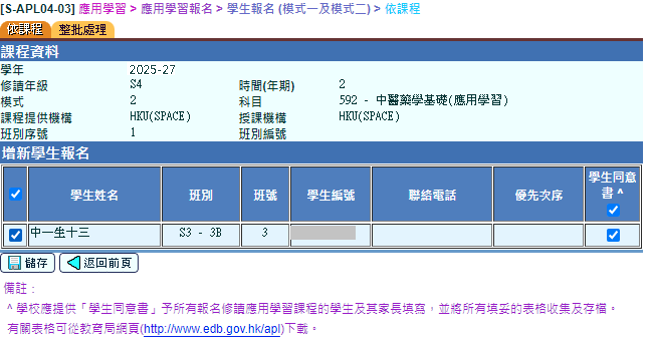 [S-APL04-03] 應用學習 > 應用學習報名 > 學生報名 (模式一及模式二) > 依課程
依課程 整批處理
課程資料
學年 2025-27
修讀年級 S4 時間(年期) 2
模式 2 科目 592 - 中醫藥學基礎(應用學習)
課程提供機構 HKU(SPACE) 授課機構 HKU(SPACE)
班別序號 1 班別編號
增新學生報名
學生姓名 班別 班號 學生編號 聯絡電話 優先次序 學生同意書 ^
中一生十三 S3 - 3B 3
儲存 返回前頁
備註：
^ 學校應提供「學生同意書」予所有報名修讀應用學習課程的學生及其家長填寫，並將所有填妥的表格收集及存檔。
有關表格可從教育局網頁(http://www.edb.gov.hk/apl)下載。